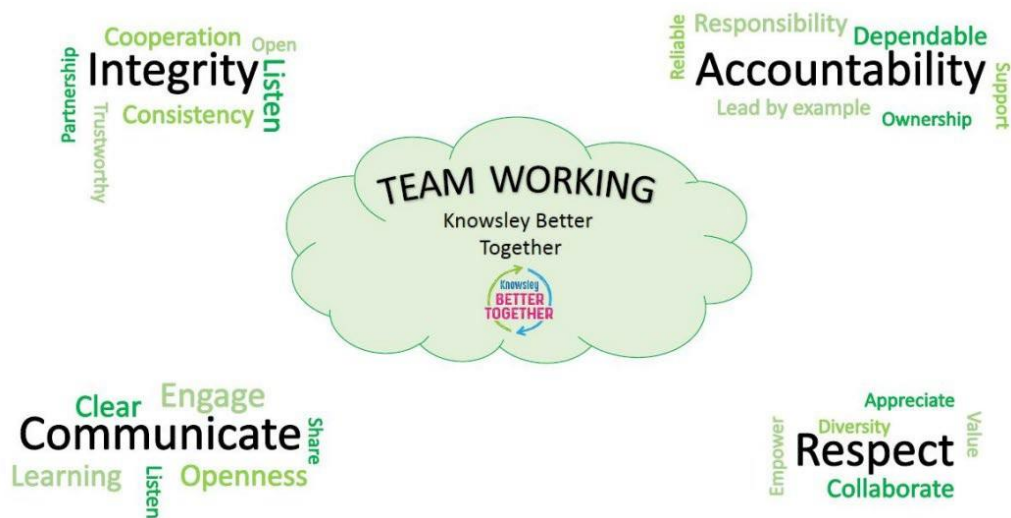 Cooperation
Open
Partnership
Integrity
Listen
Trustworthy
Consistency
Reliable
Responsibility
Dependable
Accountability
Support
Lead by example
Ownership
TEAM WORKING
Knowsley Better
Together
Knowsley
BETTER
TOGETHER
Clear
Engage
Communicate
Share
Learning
Listen
Openness
Appreciate
Empower
Diversity
Value
Respect
Collaborate